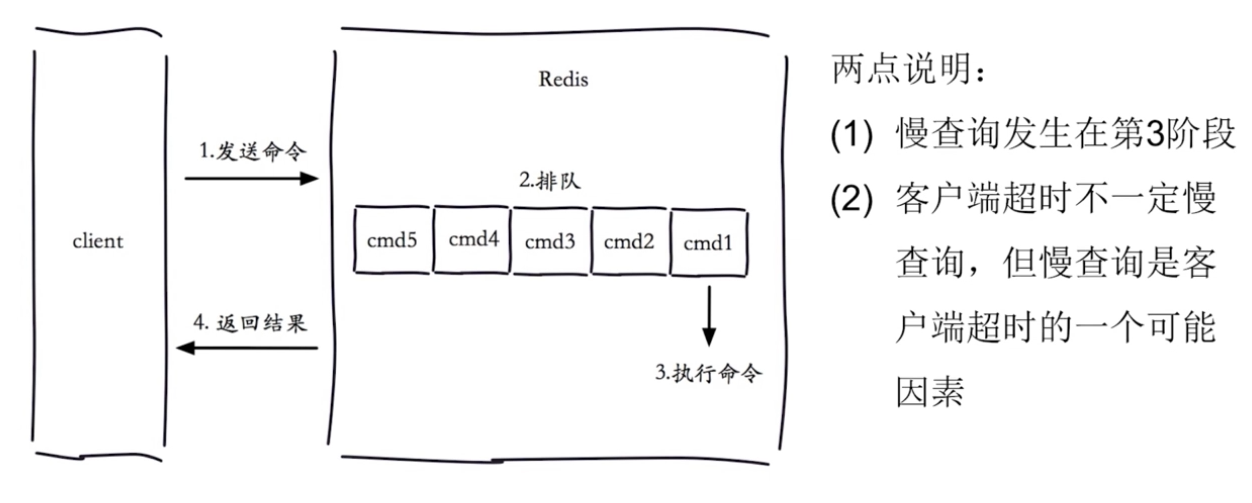 Redis
1.发送命令
2.排队
client
cmd5 cmd4 cmd3 cmd2 cmd1
4. 返回结果
3.执行命令
两点说明：
(1) 慢查询发生在第3阶段
(2) 客户端超时不一定慢
查询，但慢查询是客
户端超时的一个可能
因素